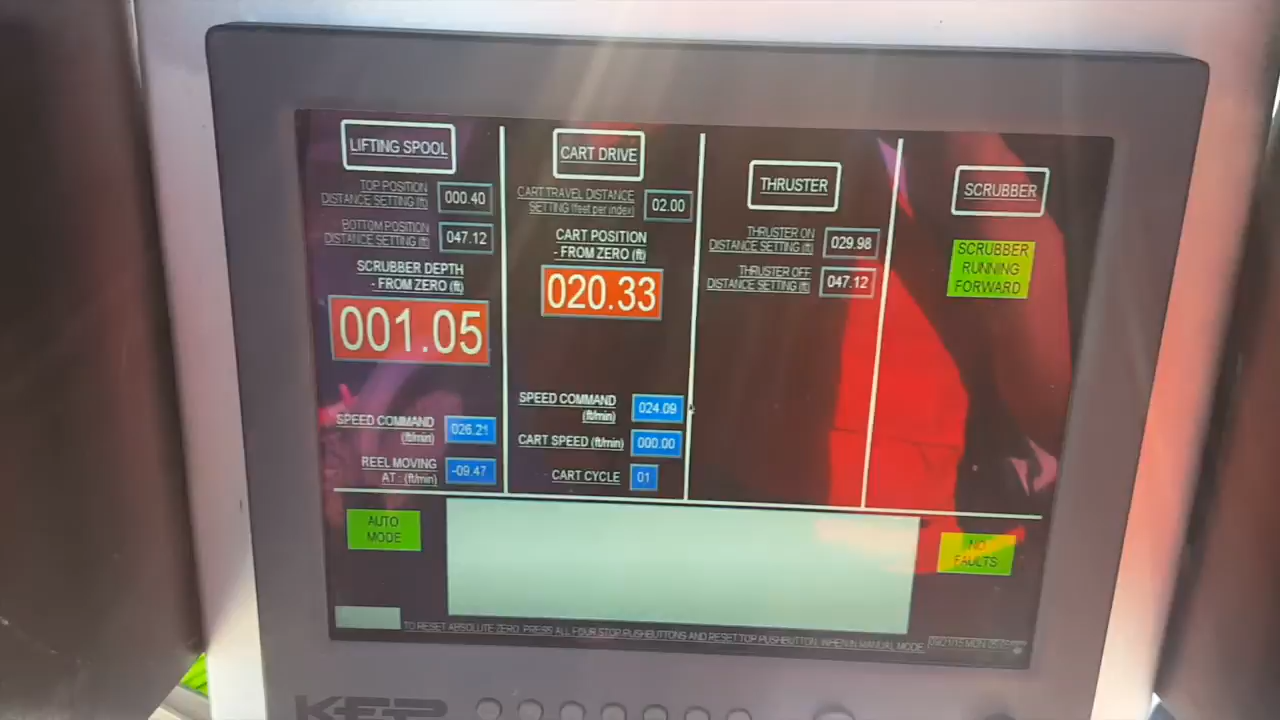 LIFTING SPOOL
TOP POSITION
DISTANCE SETTING (ft)
000.40
BOTTOM POSITION
DISTANCE SETTING (ft)
047.12
SCRUBBER DEPTH
- FROM ZERO (ft)
001.05
SPEED COMMAND
(ft/min)
026.21
REEL MOVING
AT : (ft/min)
-09.47
CART DRIVE
CART TRAVEL DISTANCE
SETTING (feet per index)
02.00
CART POSITION
- FROM ZERO (ft)
020.33
SPEED COMMAND
(ft/min)
024.09
CART SPEED (ft/min)
000.00
CART CYCLE
01
THRUSTER
THRUSTER ON
DISTANCE SETTING (ft)
029.98
THRUSTER OFF
DISTANCE SETTING (ft)
047.12
SCRUBBER
SCRUBBER
RUNNING
FORWARD
AUTO
MODE
NO
FAULTS
TO RESET ABSOLUTE ZERO, PRESS ALL FOUR STOP PUSHBUTTONS AND RESET TOP PUSHBUTTON, WHEN IN MANUAL MODE.
09/21/15 MON